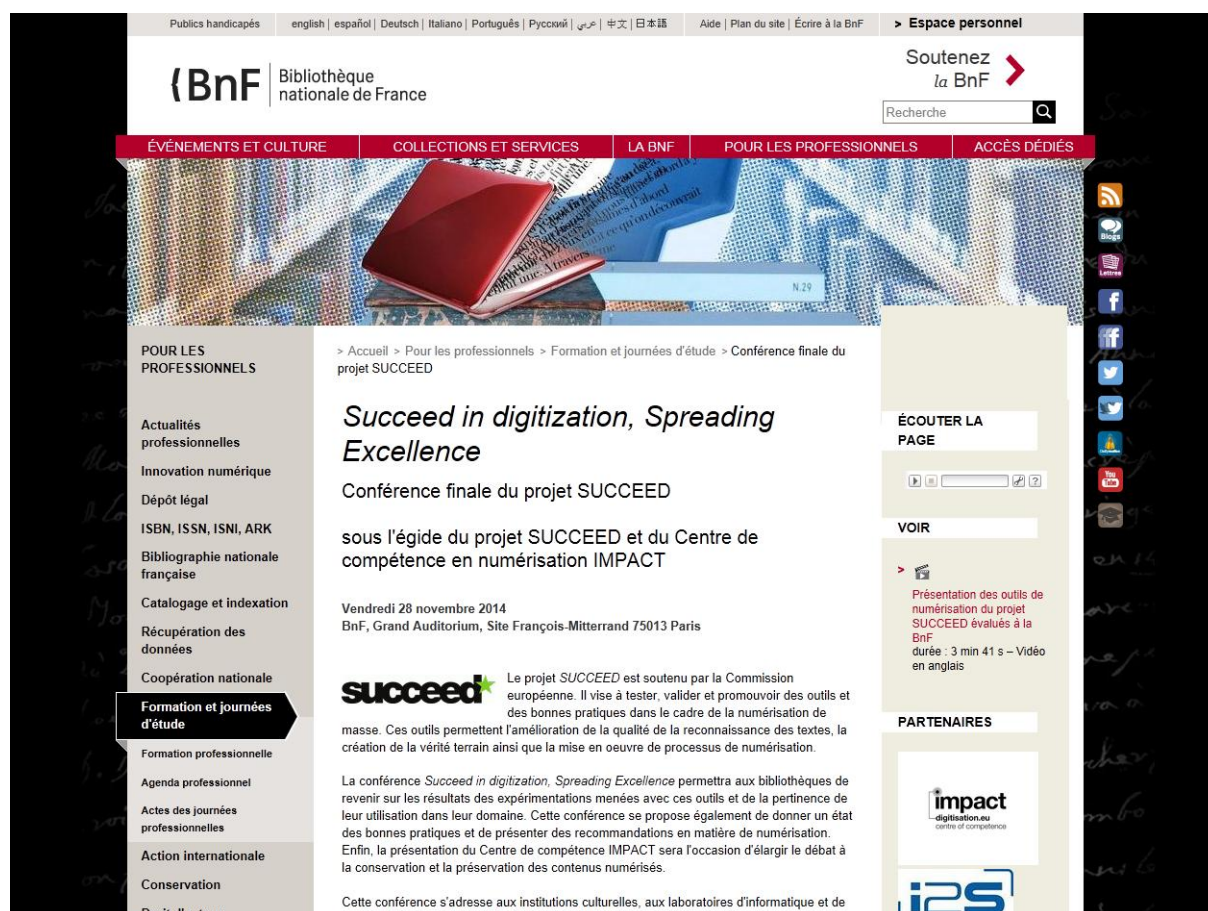 Publics handicapés english | español | Deutsch | Italiano | Português | Русский | عربي | 中文 | 日本語 Aide | Plan du site | Écrire à la BnF > Espace personnel
{BnF Bibliothèque
nationale de France
Soutenez
la BnF
Recherche
ÉVÉNEMENTS ET CULTURE COLLECTIONS ET SERVICES LA BNF POUR LES PROFESSIONNELS ACCÈS DÉDIÉS
N.29
POUR LES
PROFESSIONNELS
Actualités
professionnelles
Innovation numérique
Dépôt légal
ISBN, ISSN, ISNI, ARK
Bibliographie nationale
française
Catalogage et indexation
Récupération des
données
Coopération nationale
Formation et journées
d'étude
Formation professionnelle
Agenda professionnel
Actes des journées
professionnelles
Action internationale
Conservation
> Accueil > Pour les professionnels > Formation et journées d'étude > Conférence finale du
projet SUCCEED
Succeed in digitization, Spreading
Excellence
Conférence finale du projet SUCCEED
sous l'égide du projet SUCCEED et du Centre de
compétence en numérisation IMPACT
Vendredi 28 novembre 2014
BnF, Grand Auditorium, Site François-Mitterrand 75013 Paris
succeed
Le projet SUCCEED est soutenu par la Commission
européenne. Il vise à tester, valider et promouvoir des outils et
des bonnes pratiques dans le cadre de la numérisation de
masse. Ces outils permettent l'amélioration de la qualité de la reconnaissance des textes, la
création de la vérité terrain ainsi que la mise en oeuvre de processus de numérisation.
La conférence Succeed in digitization, Spreading Excellence permettra aux bibliothèques de
revenir sur les résultats des expérimentations menées avec ces outils et de la pertinence de
leur utilisation dans leur domaine. Cette conférence se propose également de donner un état
des bonnes pratiques et de présenter des recommandations en matière de numérisation.
Enfin, la présentation du Centre de compétence IMPACT sera l'occasion d'élargir le débat à
la conservation et la préservation des contenus numérisés.
Cette conférence s'adresse aux institutions culturelles, aux laboratoires d'informatique et de
ÉCOUTER LA
PAGE
VOIR
>
Présentation des outils de
numérisation du projet
SUCCEED évalués à la
BnF
durée : 3 min 41 s – Vidéo
en anglais
PARTENAIRES
impact
digitisation.eu
centre of competence
i2S
Blogs
Lettres
You
Tube